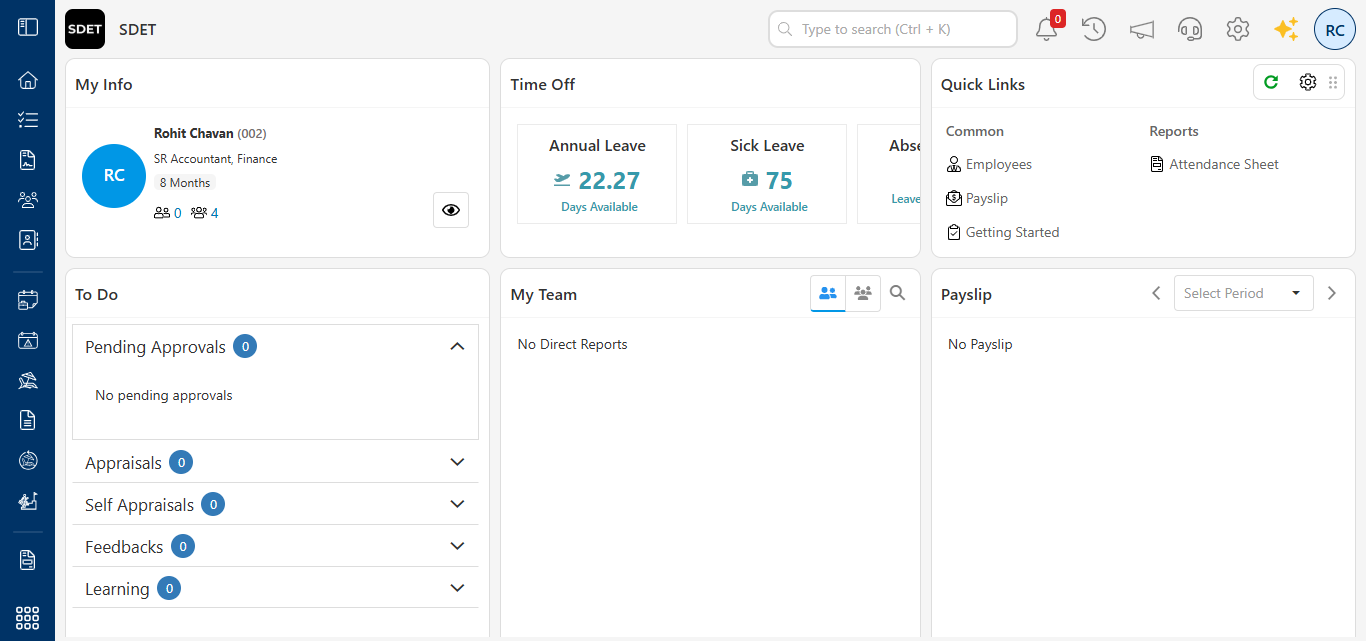 SDET
SDET
Type to search (Ctrl + K)
0
RC
My Info
RC
Rohit Chavan (002)
SR Accountant, Finance
8 Months
0 4
Time Off
Annual Leave
22.27
Days Available
Sick Leave
75
Days Available
Abse
Leave
Quick Links
Common
Employees
Payslip
Getting Started
Reports
Attendance Sheet
To Do
Pending Approvals 0
No pending approvals
Appraisals 0
Self Appraisals 0
Feedbacks 0
Learning 0
My Team
No Direct Reports
Payslip
Select Period
No Payslip